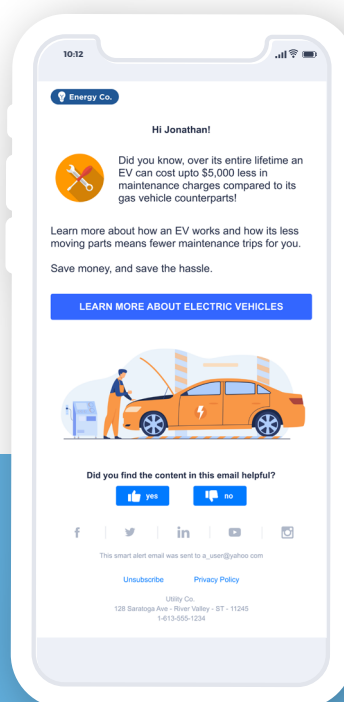 10:12
Energy Co.
Hi Jonathan!
Did you know, over its entire lifetime an
EV can cost upto $5,000 less in
maintenance charges compared to its
gas vehicle counterparts!
Learn more about how an EV works and how its less
moving parts means fewer maintenance trips for you.
Save money, and save the hassle.
LEARN MORE ABOUT ELECTRIC VEHICLES
Did you find the content in this email helpful?
yes no
This smart alert email was sent to a_user@yahoo.com
Unsubscribe Privacy Policy
Utility Co.
128 Saratoga Ave - River Valley - ST - 11245
1-613-555-1234